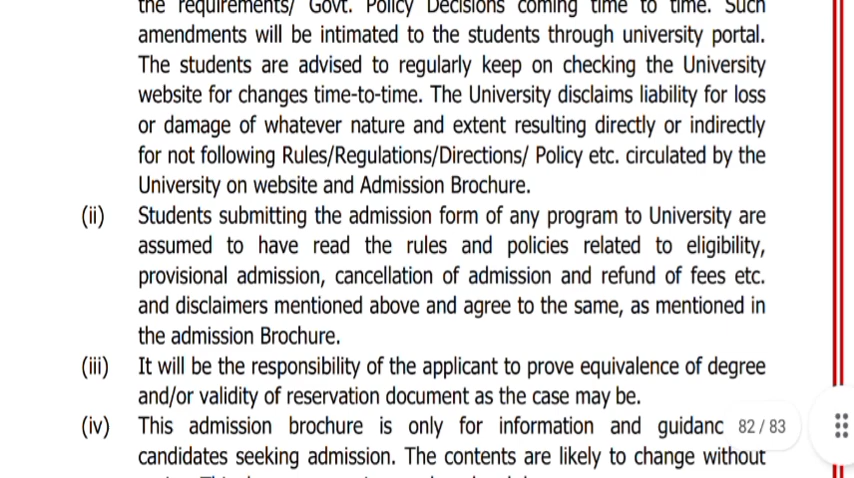 the requirements/ Govt. Policy Decisions coming time to time. Such
amendments will be intimated to the students through university portal.
The students are advised to regularly keep on checking the University
website for changes time-to-time. The University disclaims liability for loss
or damage of whatever nature and extent resulting directly or indirectly
for not following Rules/Regulations/Directions/ Policy etc. circulated by the
University on website and Admission Brochure.
(ii) Students submitting the admission form of any program to University are
assumed to have read the rules and policies related to eligibility,
provisional admission, cancellation of admission and refund of fees etc.
and disclaimers mentioned above and agree to the same, as mentioned in
the admission Brochure.
(iii) It will be the responsibility of the applicant to prove equivalence of degree
and/or validity of reservation document as the case may be.
(iv) This admission brochure is only for information and guidanc 82 / 83
candidates seeking admission. The contents are likely to change without